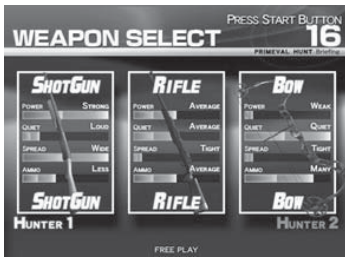 PRESS START BUTTON
WEAPON SELECT 16
PRIMEVAL HUNT Briefing
SHOTGUN RIFLE BOW
POWER STRONG POWER AVERAGE POWER WEAK
QUIET LOUD QUIET AVERAGE QUIET QUIET
SPREAD WIDE SPREAD TIGHT SPREAD TIGHT
AMMO LESS AMMO AVERAGE AMMO MANY
SHOTGUN RIFLE BOW
HUNTER 1 HUNTER 2
FREE PLAY